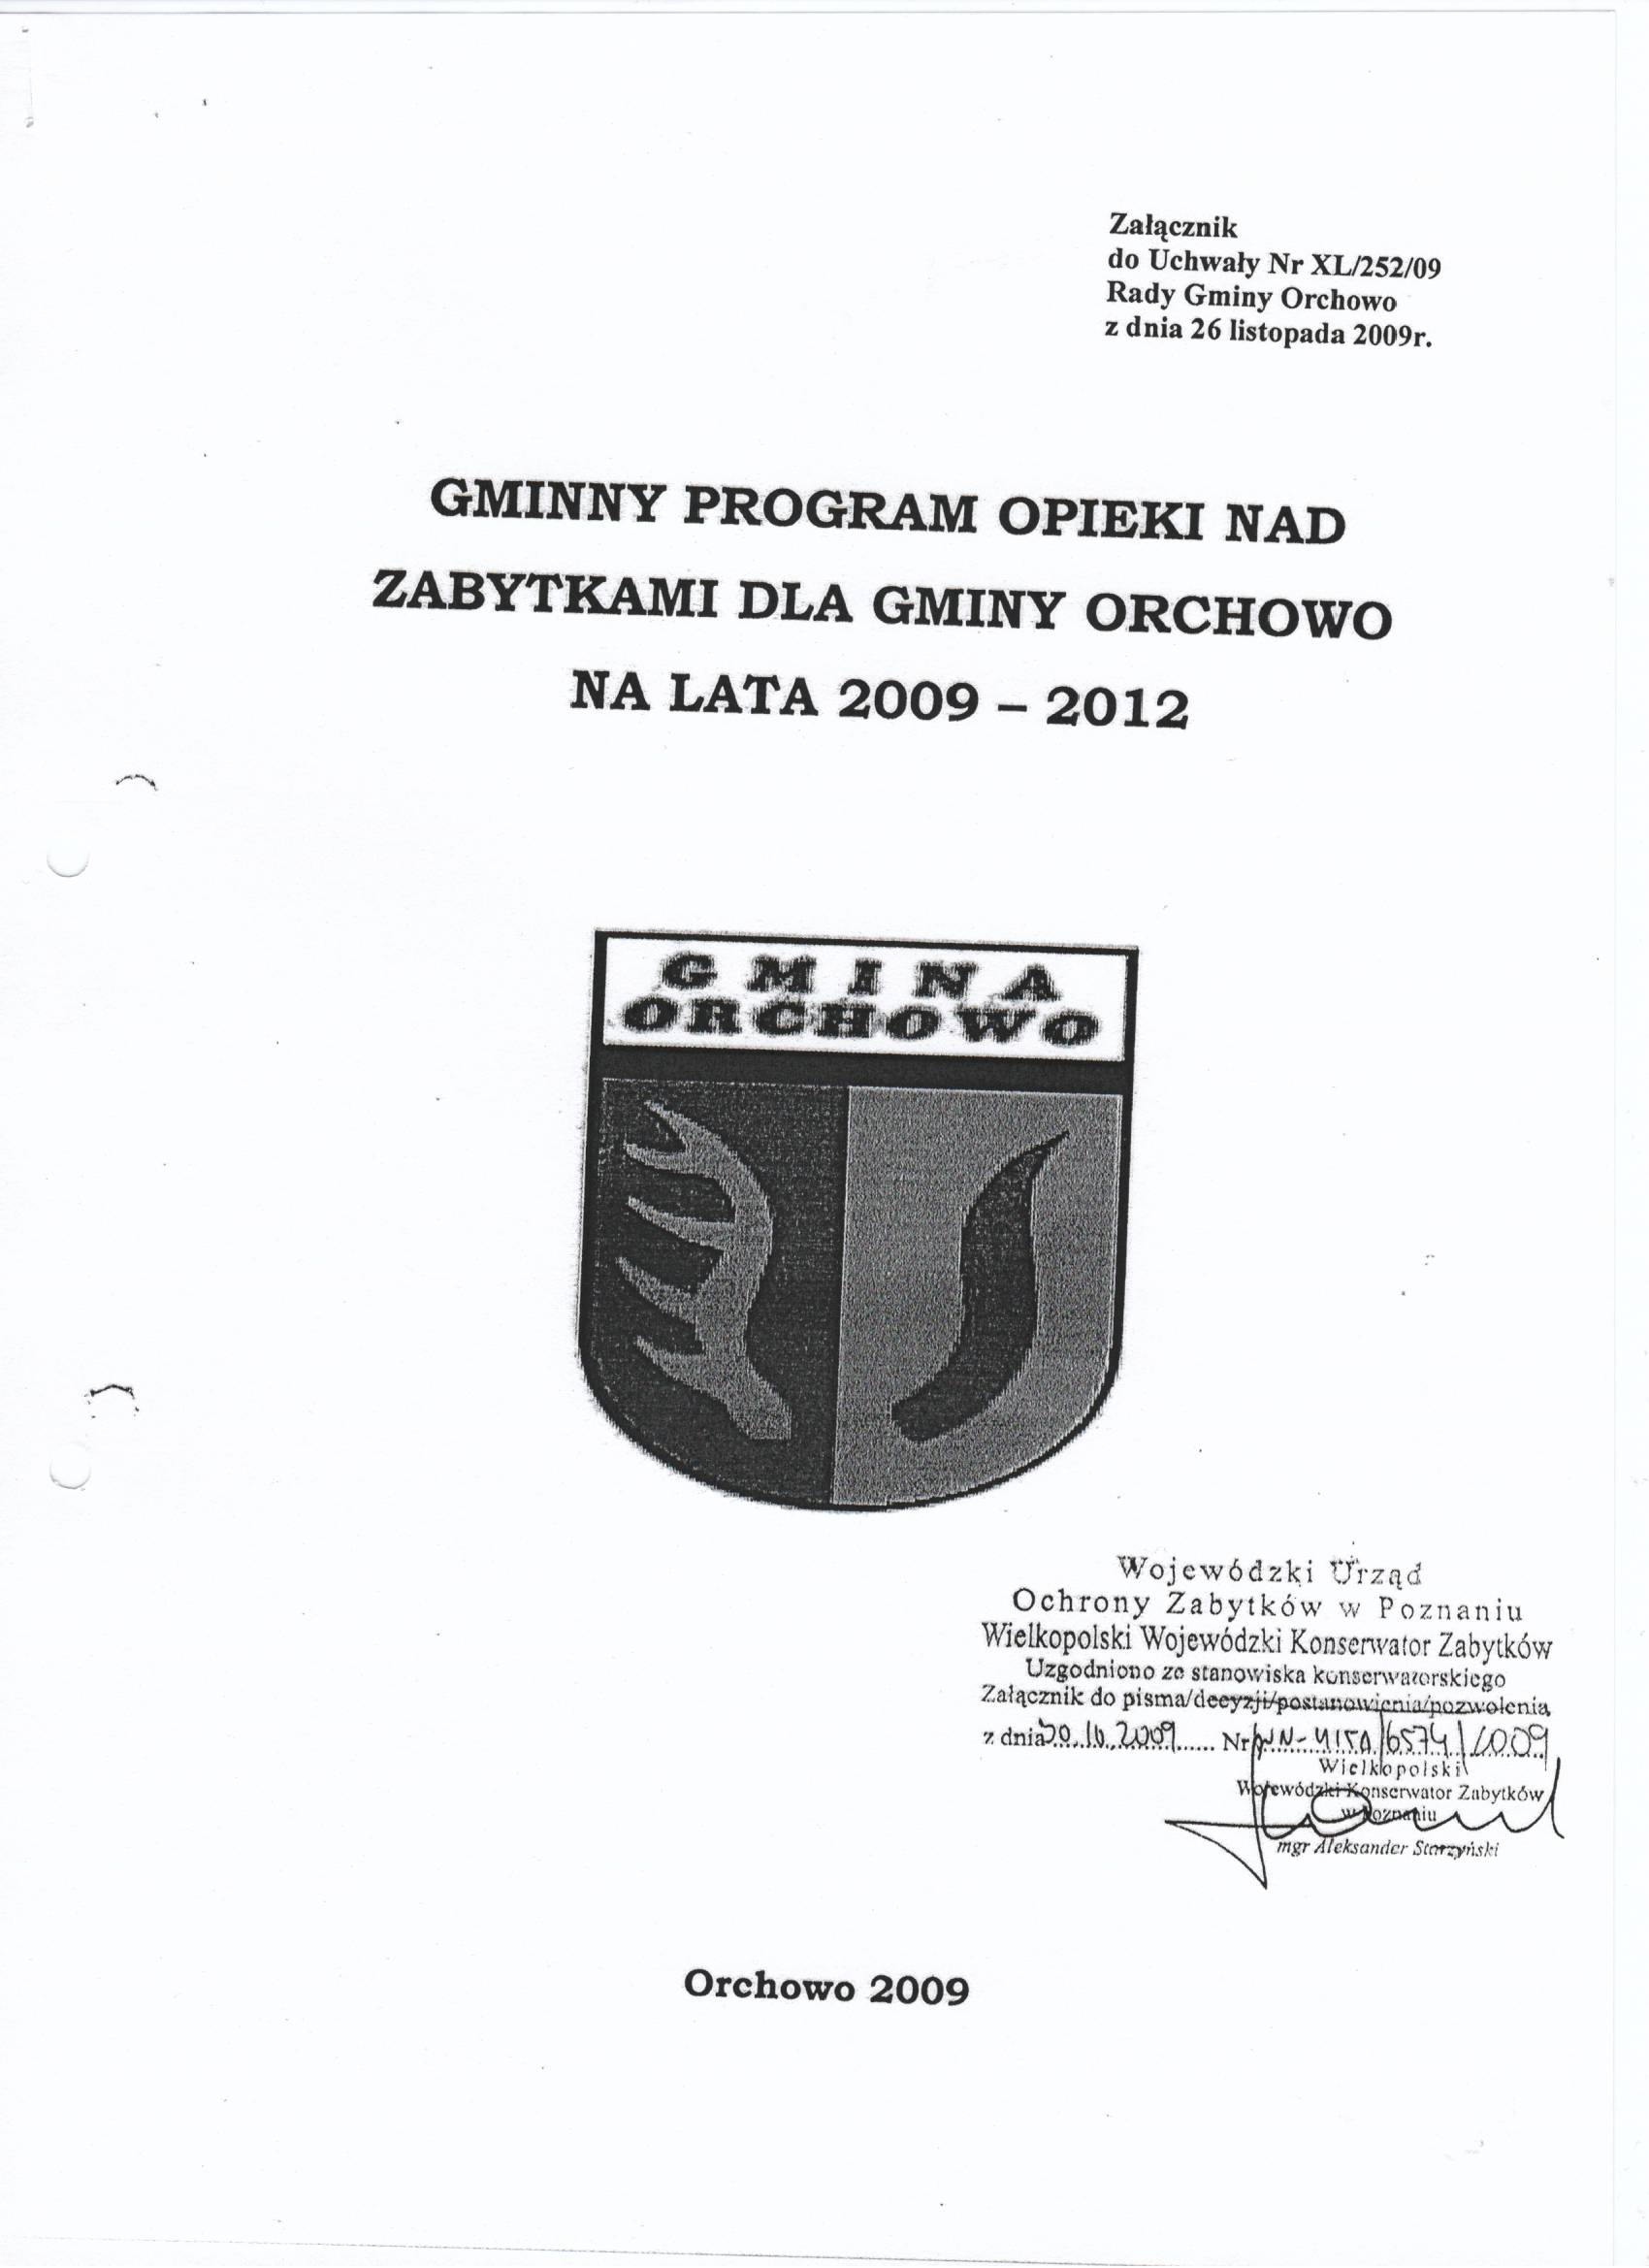 Załącznik
do Uchwały Nr XL/252/09
Rady Gminy Orchowo
z dnia 26 listopada 2009r.
GMINNY PROGRAM OPIEKI NAD
ZABYTKAMI DLA GMINY ORCHOWO
NA LATA 2009 – 2012
GMINA
ORCHOWO
Wojewódzki Urząd
Ochrony Zabytków w Poznaniu
Wielkopolski Wojewódzki Konserwator Zabytków
Uzgodniono ze stanowiska konserwatorskiego
Załącznik do pisma/decyzji/postanowienia/pozwolenia
z dnia 2009 Nr 6574/2009
Wielkopolski
Wojewódzki Konserwator Zabytków
w Poznaniu
mgr Aleksander Starzyński
Orchowo 2009